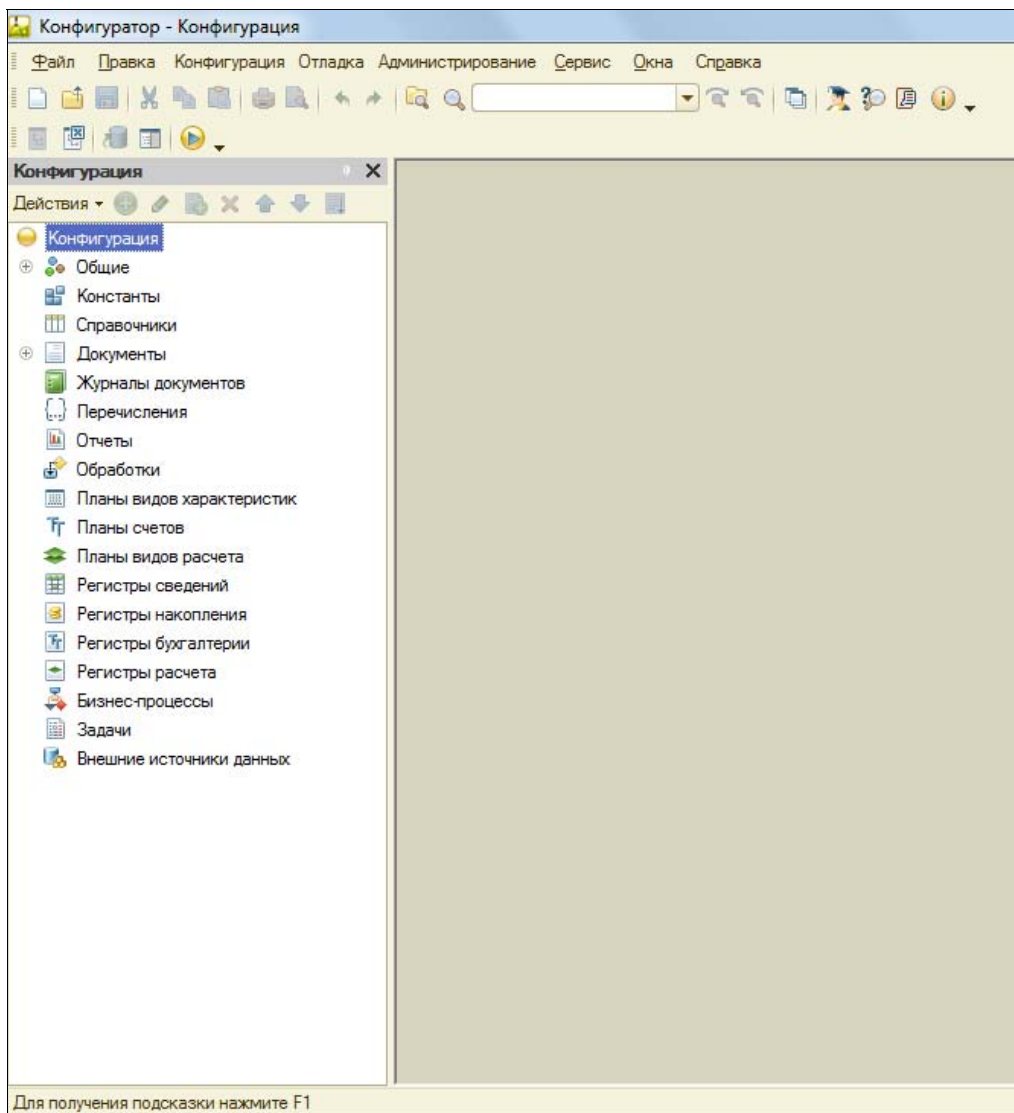 Конфигуратор - Конфигурация
Файл Правка Конфигурация Отладка Администрирование Сервис Окна Справка
Конфигурация
Действия
Конфигурация
Общие
Константы
Справочники
Документы
Журналы документов
Перечисления
Отчеты
Обработки
Планы видов характеристик
Планы счетов
Планы видов расчета
Регистры сведений
Регистры накопления
Регистры бухгалтерии
Регистры расчета
Бизнес-процессы
Задачи
Внешние источники данных
Для получения подсказки нажмите F1